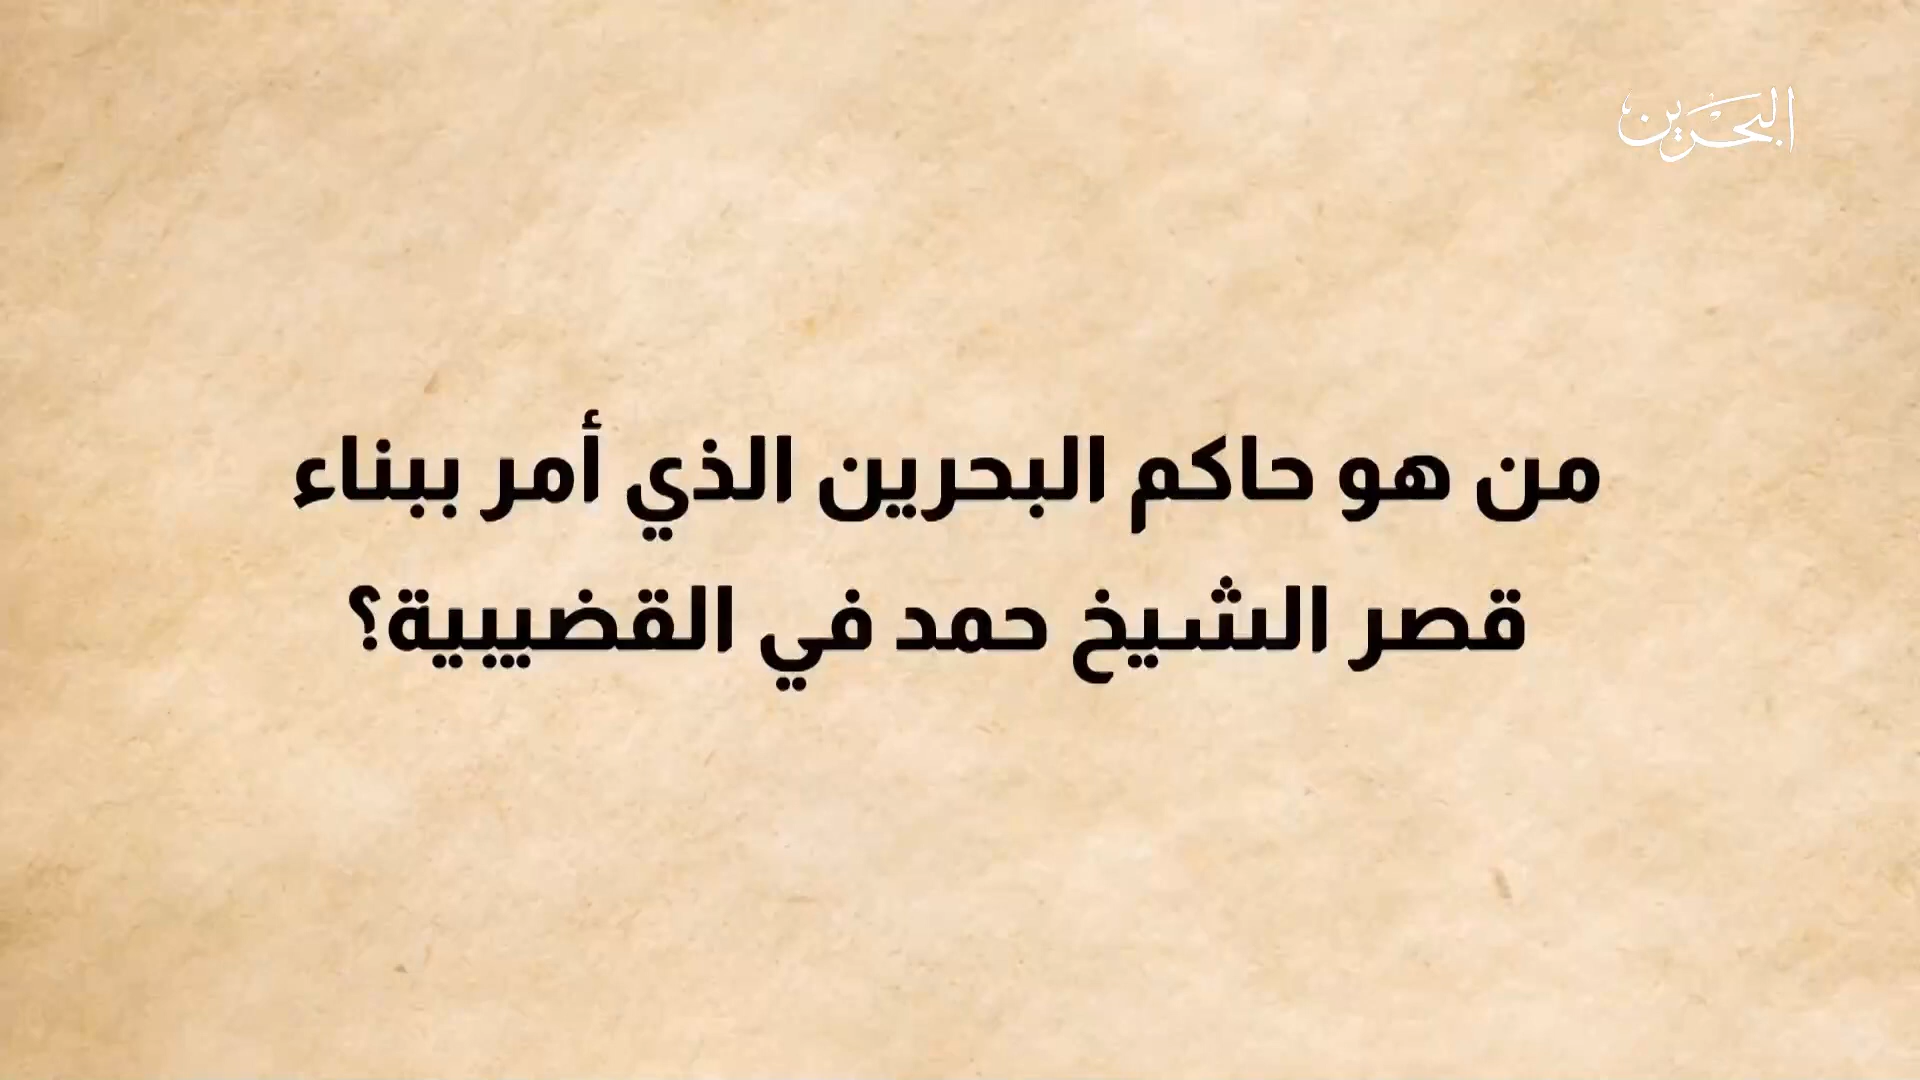 البحرين
من هو حاكم البحرين الذي أمر ببناء
قصر الشيخ حمد في القضيبية؟